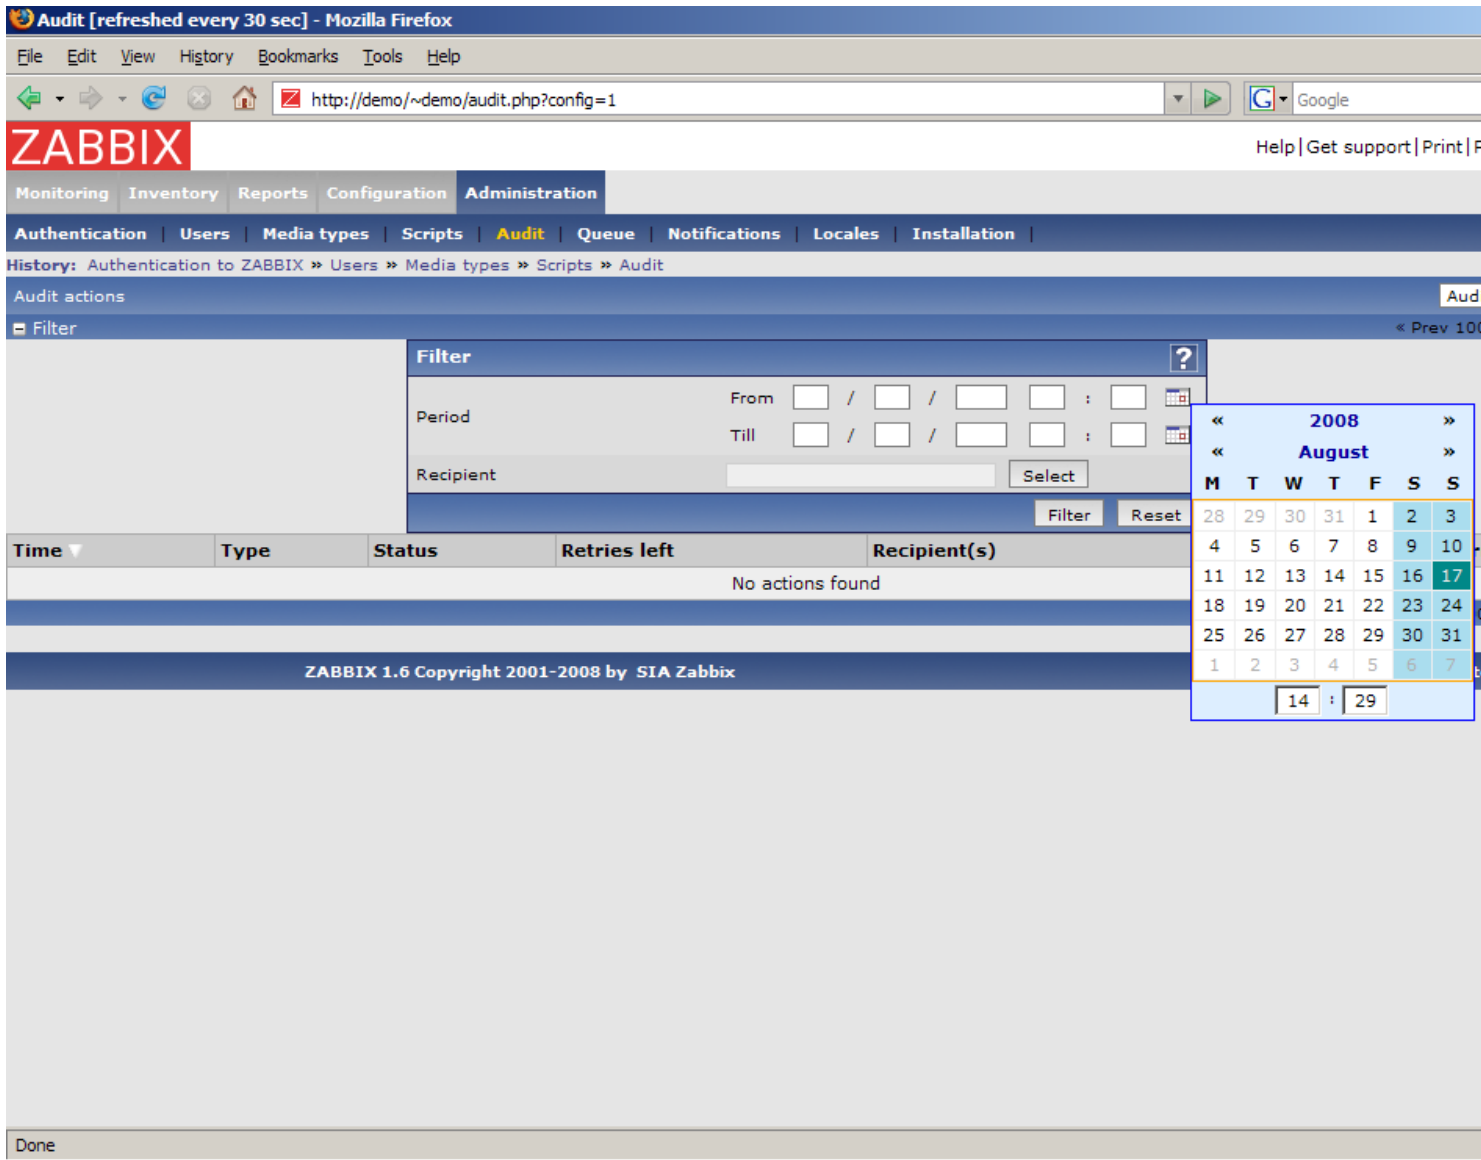 Audit [refreshed every 30 sec] - Mozilla Firefox
File Edit View History Bookmarks Tools Help
http://demo/~demo/audit.php?config=1 G Google
ZABBIX
Help|Get support|Print|
Monitoring Inventory Reports Configuration Administration
Authentication | Users | Media types | Scripts | Audit | Queue | Notifications | Locales | Installation |
History: Authentication to ZABBIX » Users » Media types » Scripts » Audit
Audit actions Aud
Filter « Prev 100
Filter ?
Period
From / / :
Till / / :
Recipient Select
Filter Reset
Time Type Status Retries left Recipient(s)
No actions found
ZABBIX 1.6 Copyright 2001-2008 by SIA Zabbix
« 2008 »
« August »
M T W T F S S
28 29 30 31 1 2 3
4 5 6 7 8 9 10
11 12 13 14 15 16 17
18 19 20 21 22 23 24
25 26 27 28 29 30 31
1 2 3 4 5 6 7
14 : 29
Done